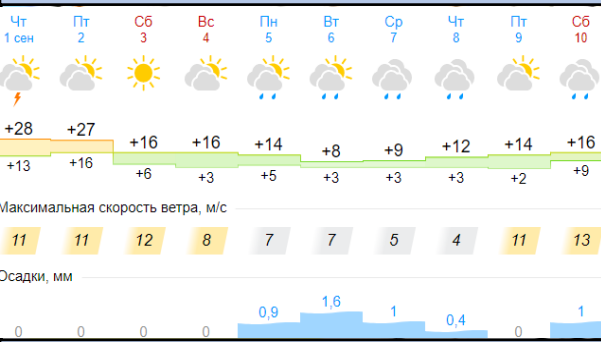 Чт Пт Сб Вс Пн Вт Ср Чт Пт Сб
1 сен 2 3 4 5 6 7 8 9 10
+28 +27 +16 +16 +14 +8 +9 +12 +14 +16
+13 +16 +6 +3 +5 +3 +3 +3 +2 +9
Максимальная скорость ветра, м/с
11 11 12 8 7 7 5 4 11 13
Осадки, мм
0 0 0 0 0,9 1,6 1 0,4 0 1